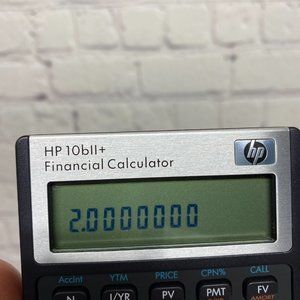 HP 10bII+
Financial Calculator
hp
2.0000000
AccInt YTM PRICE CPN% CALL
N I/YR PV PMT FV
AMORT